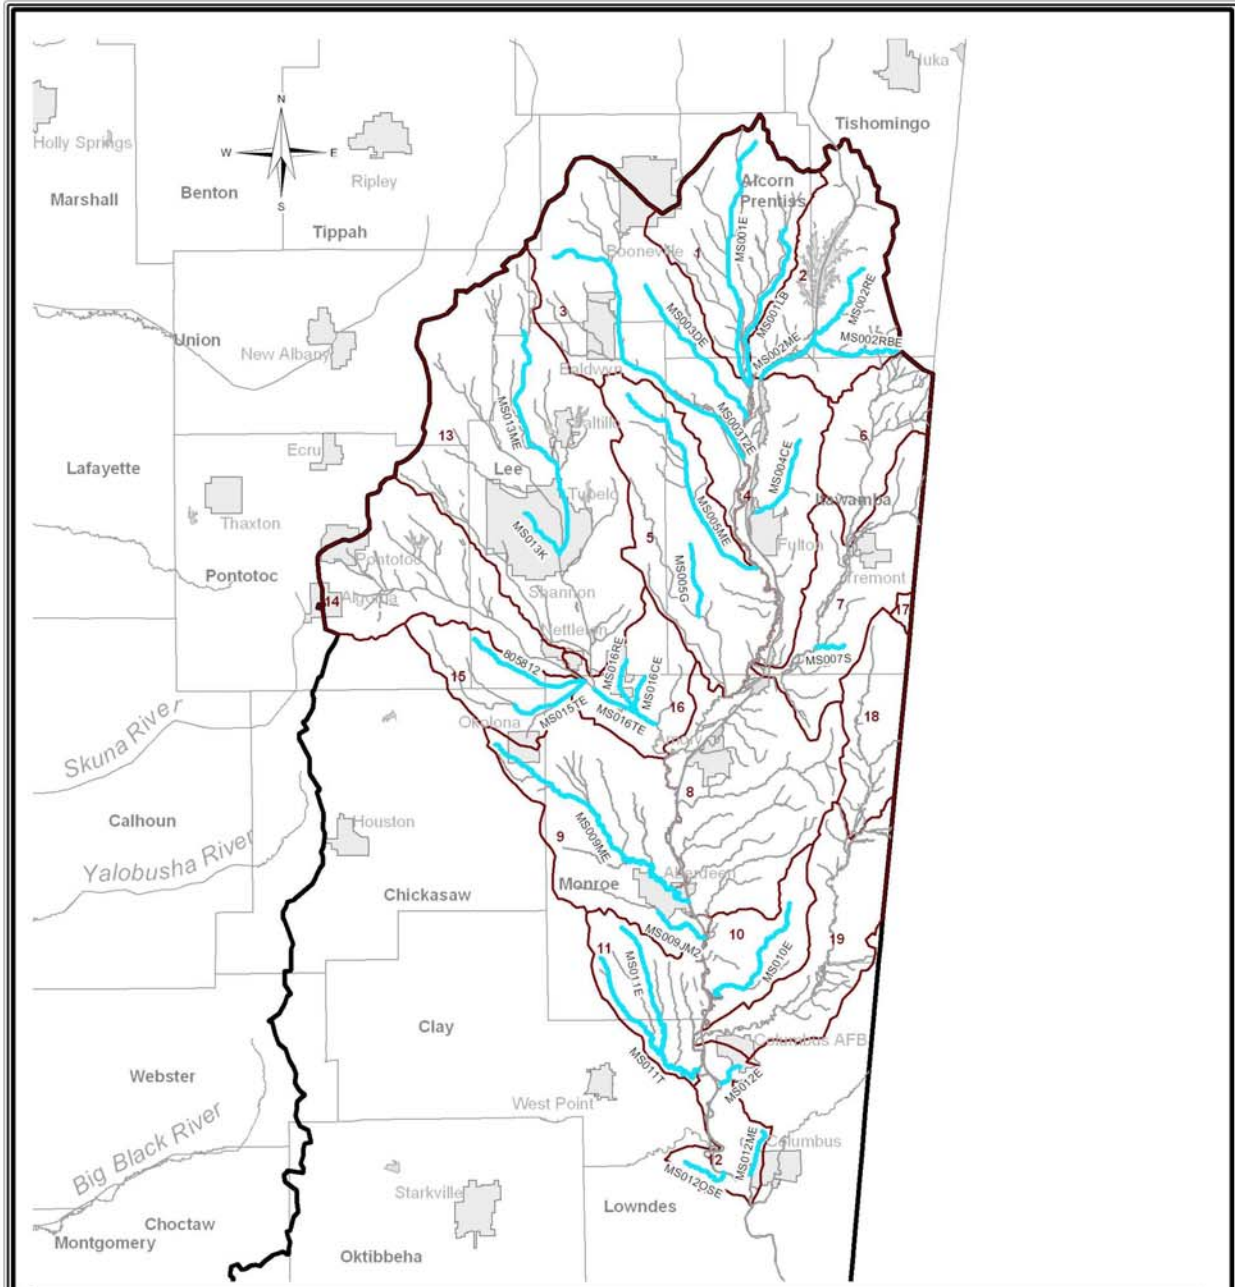 Iuka
Tishomingo
Holly Springs
N
W
E
S
Ripley
Marshall
Benton
Alcorn
Prentiss
Tippah
Booneville
MS001E
1
MS001LB
2
MS002RE
3
MS003DE
MS002ME
MS002RBE
Union
New Albany
Baldwyn
MS013ME
Saltillo
MS003T2E
13
6
Ecru
Lafayette
Lee
MS004CE
Tupelo
4
Itawamba
Thaxton
MS013K
MS005ME
Fulton
5
Pontotoc
Pontotoc
Tremont
MS005G
Shannon
Algoma
14
7
17
Nettleton
MS007S
805812
MS016RE
MS016CE
15
MS015TE
MS016TE
16
Okolona
18
Skuna River
Amory
8
Calhoun
Houston
MS009ME
9
Yalobusha River
Aberdeen
Monroe
Chickasaw
MS009JM2
10
MS010E
19
11
MS011E
Clay
Columbus AFB
MS011T
MS012E
Webster
West Point
Big Black River
MS012ME
Columbus
12
MS012OSE
Starkville
Lowndes
Choctaw
Montgomery
Oktibbeha